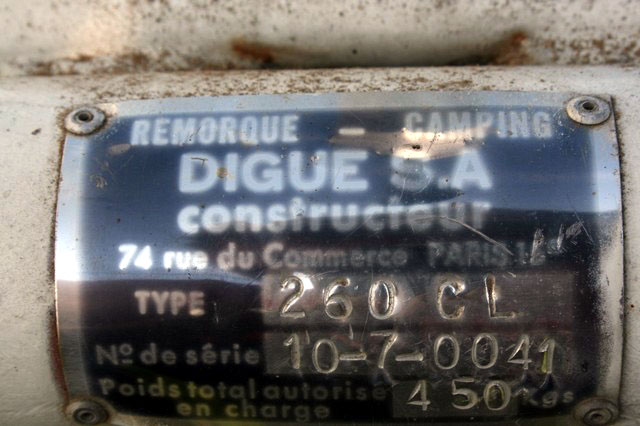 REMORQUE - CAMPING
DIGUE S.A
constructeur
74 rue du Commerce PARIS
TYPE 260 CL
Nº de série 10-7-0041
Poids total autorisé 450 kgs
en charge